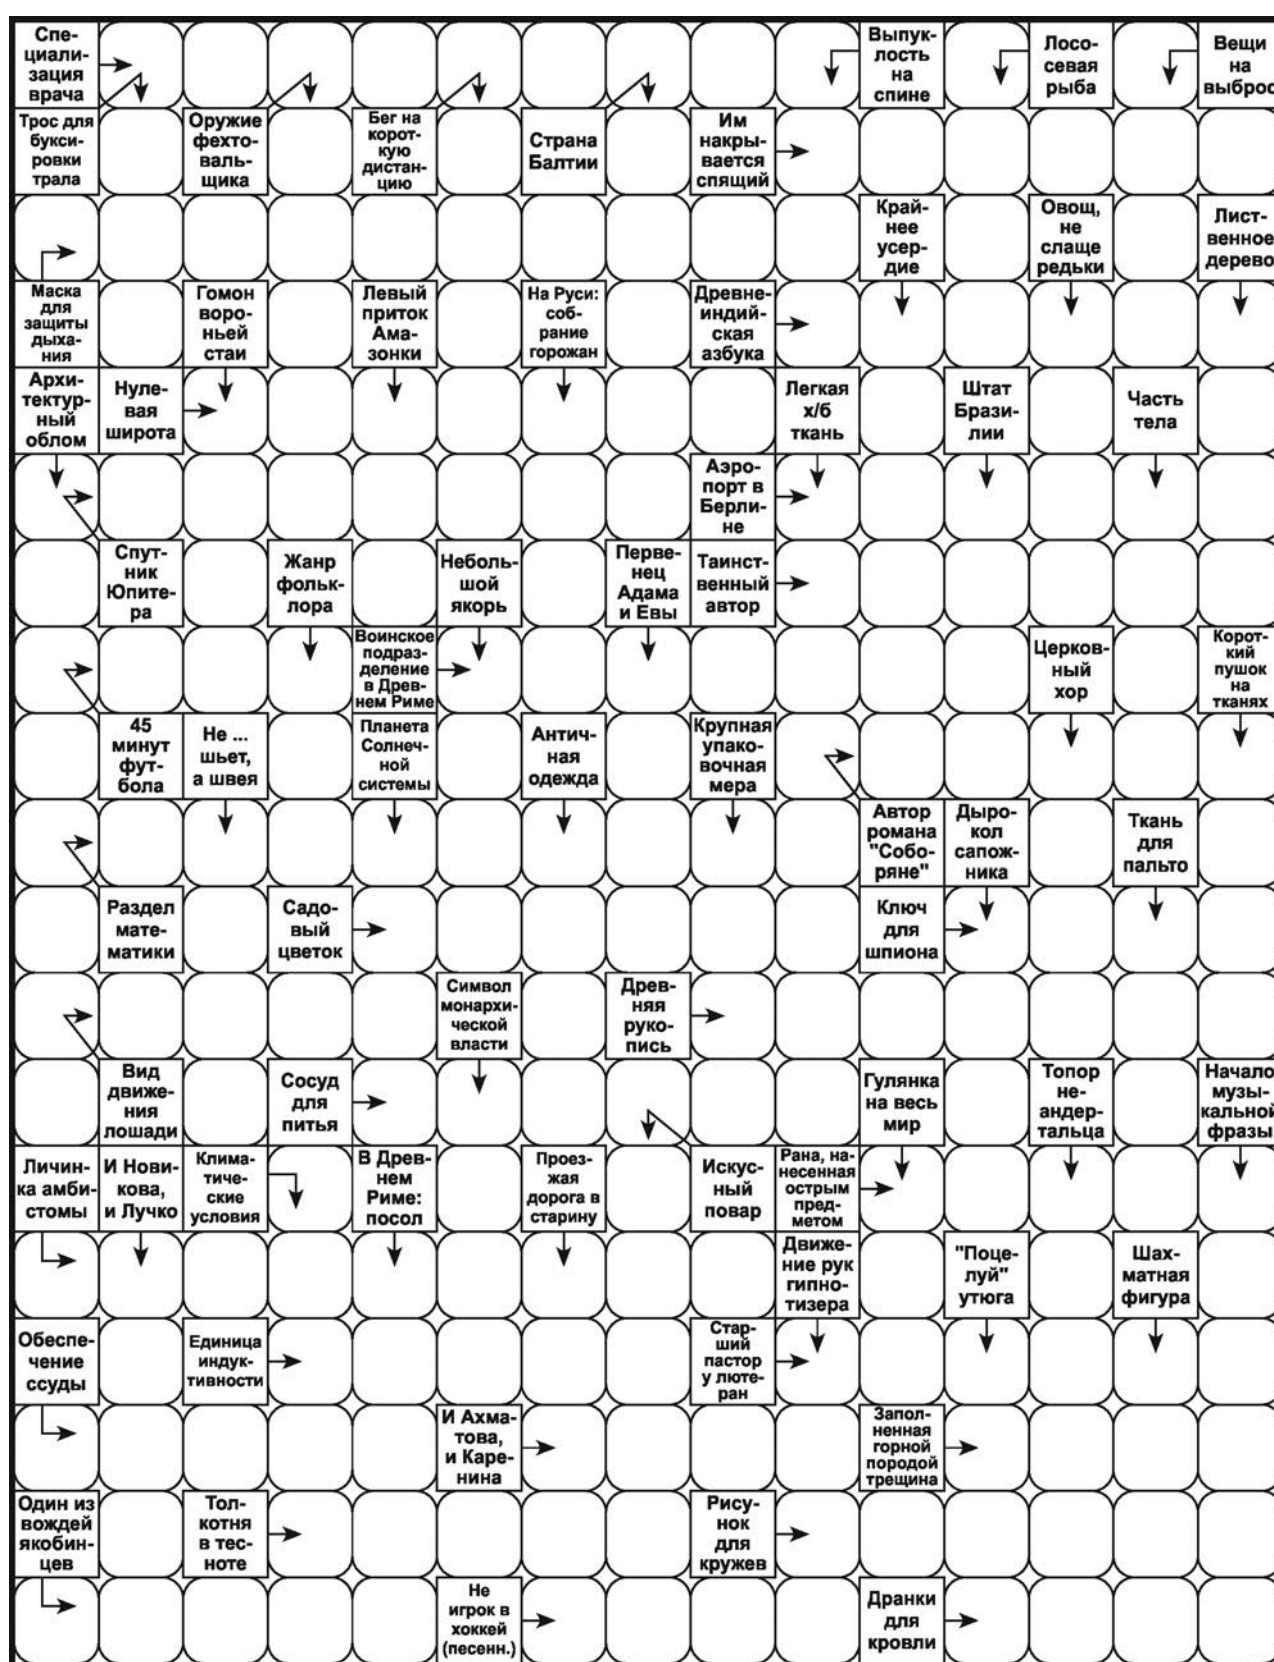 Спе-
циали-
зация
врача
Выпук-
лость
на
спине
Лосо-
севая
рыба
Вещи
на
выброс
Трос для
букси-
ровки
трала
Оружие
фехто-
валь-
щика
Бег на
корот-
кую
дистан-
цию
Страна
Балтии
Им
накры-
вается
спящий
Край-
нее
усер-
дие
Овощ,
не
слаще
редьки
Лист-
венное
дерево
Маска
для
защиты
дыха-
ния
Гомон
воро-
ньей
стаи
Левый
приток
Ама-
зонки
На Руси:
соб-
рание
горожан
Древне-
индий-
ская
азбука
Архи-
тектур-
ный
облом
Нуле-
вая
широта
Легкая
х/б
ткань
Штат
Брази-
лии
Часть
тела
Аэро-
порт в
Берли-
не
Спут-
ник
Юпите-
ра
Жанр
фольк-
лора
Неболь-
шой
якорь
Перве-
нец
Адама
и Евы
Таинст-
венный
автор
Воинское
подраз-
деление
в Древ-
нем Риме
Церков-
ный
хор
Корот-
кий
пушок
на
тканях
45
минут
фут-
бола
Не ...
шьет,
а швея
Планета
Солнеч-
ной
системы
Антич-
ная
одежда
Крупная
упако-
вочная
мера
Автор
романа
"Собо-
ряне"
Дыро-
кол
сапож-
ника
Ткань
для
пальто
Раздел
мате-
матики
Садо-
вый
цветок
Ключ
для
шпиона
Символ
монархи-
ческой
власти
Древ-
няя
руко-
пись
Вид
движе-
ния
лошади
Сосуд
для
питья
Гулянка
на весь
мир
Топор
не-
андер-
тальца
Начало
музы-
кальной
фразы
Личин-
ка амби-
стомы
И Нови-
кова,
и Лучко
Клима-
тиче-
ские
условия
В Древ-
нем
Риме:
посол
Проез-
жая
дорога в
старину
Искус-
ный
повар
Рана, на-
несенная
острым
пред-
метом
Движе-
ние рук
гипно-
тизера
"Поце-
луй"
утюга
Шах-
матная
фигура
Обеспе-
чение
ссуды
Единица
индук-
тивности
Стар-
ший
пастор
у люте-
ран
И Ахма-
това,
и Каре-
нина
Запол-
ненная
горной
породой
трещина
Один из
вождей
якобин-
цев
Тол-
котня
в тес-
ноте
Рису-
нок
для
кружев
Не
игрок в
хоккей
(песенн.)
Дранки
для
кровли